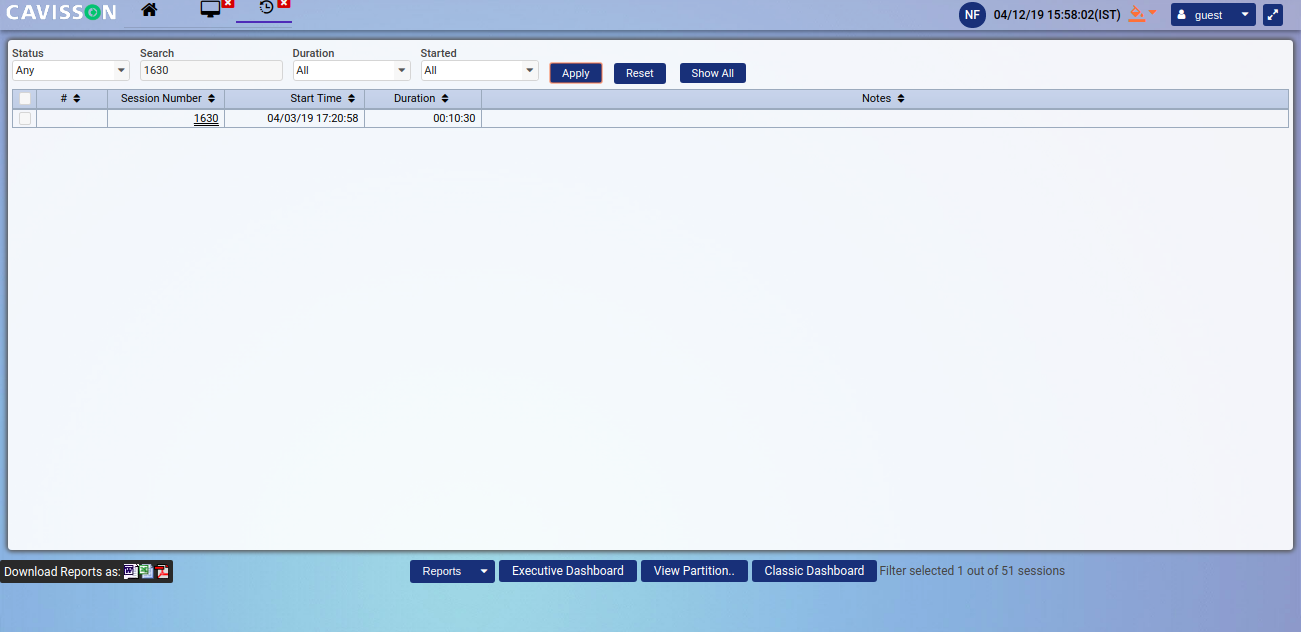 CAVISSON
NF 04/12/19 15:58:02(IST) guest
Status Search Duration Started
Any 1630 All All Apply Reset Show All
# Session Number Start Time Duration Notes
1630 04/03/19 17:20:58 00:10:30
Download Reports as: Reports Executive Dashboard View Partition.. Classic Dashboard Filter selected 1 out of 51 sessions